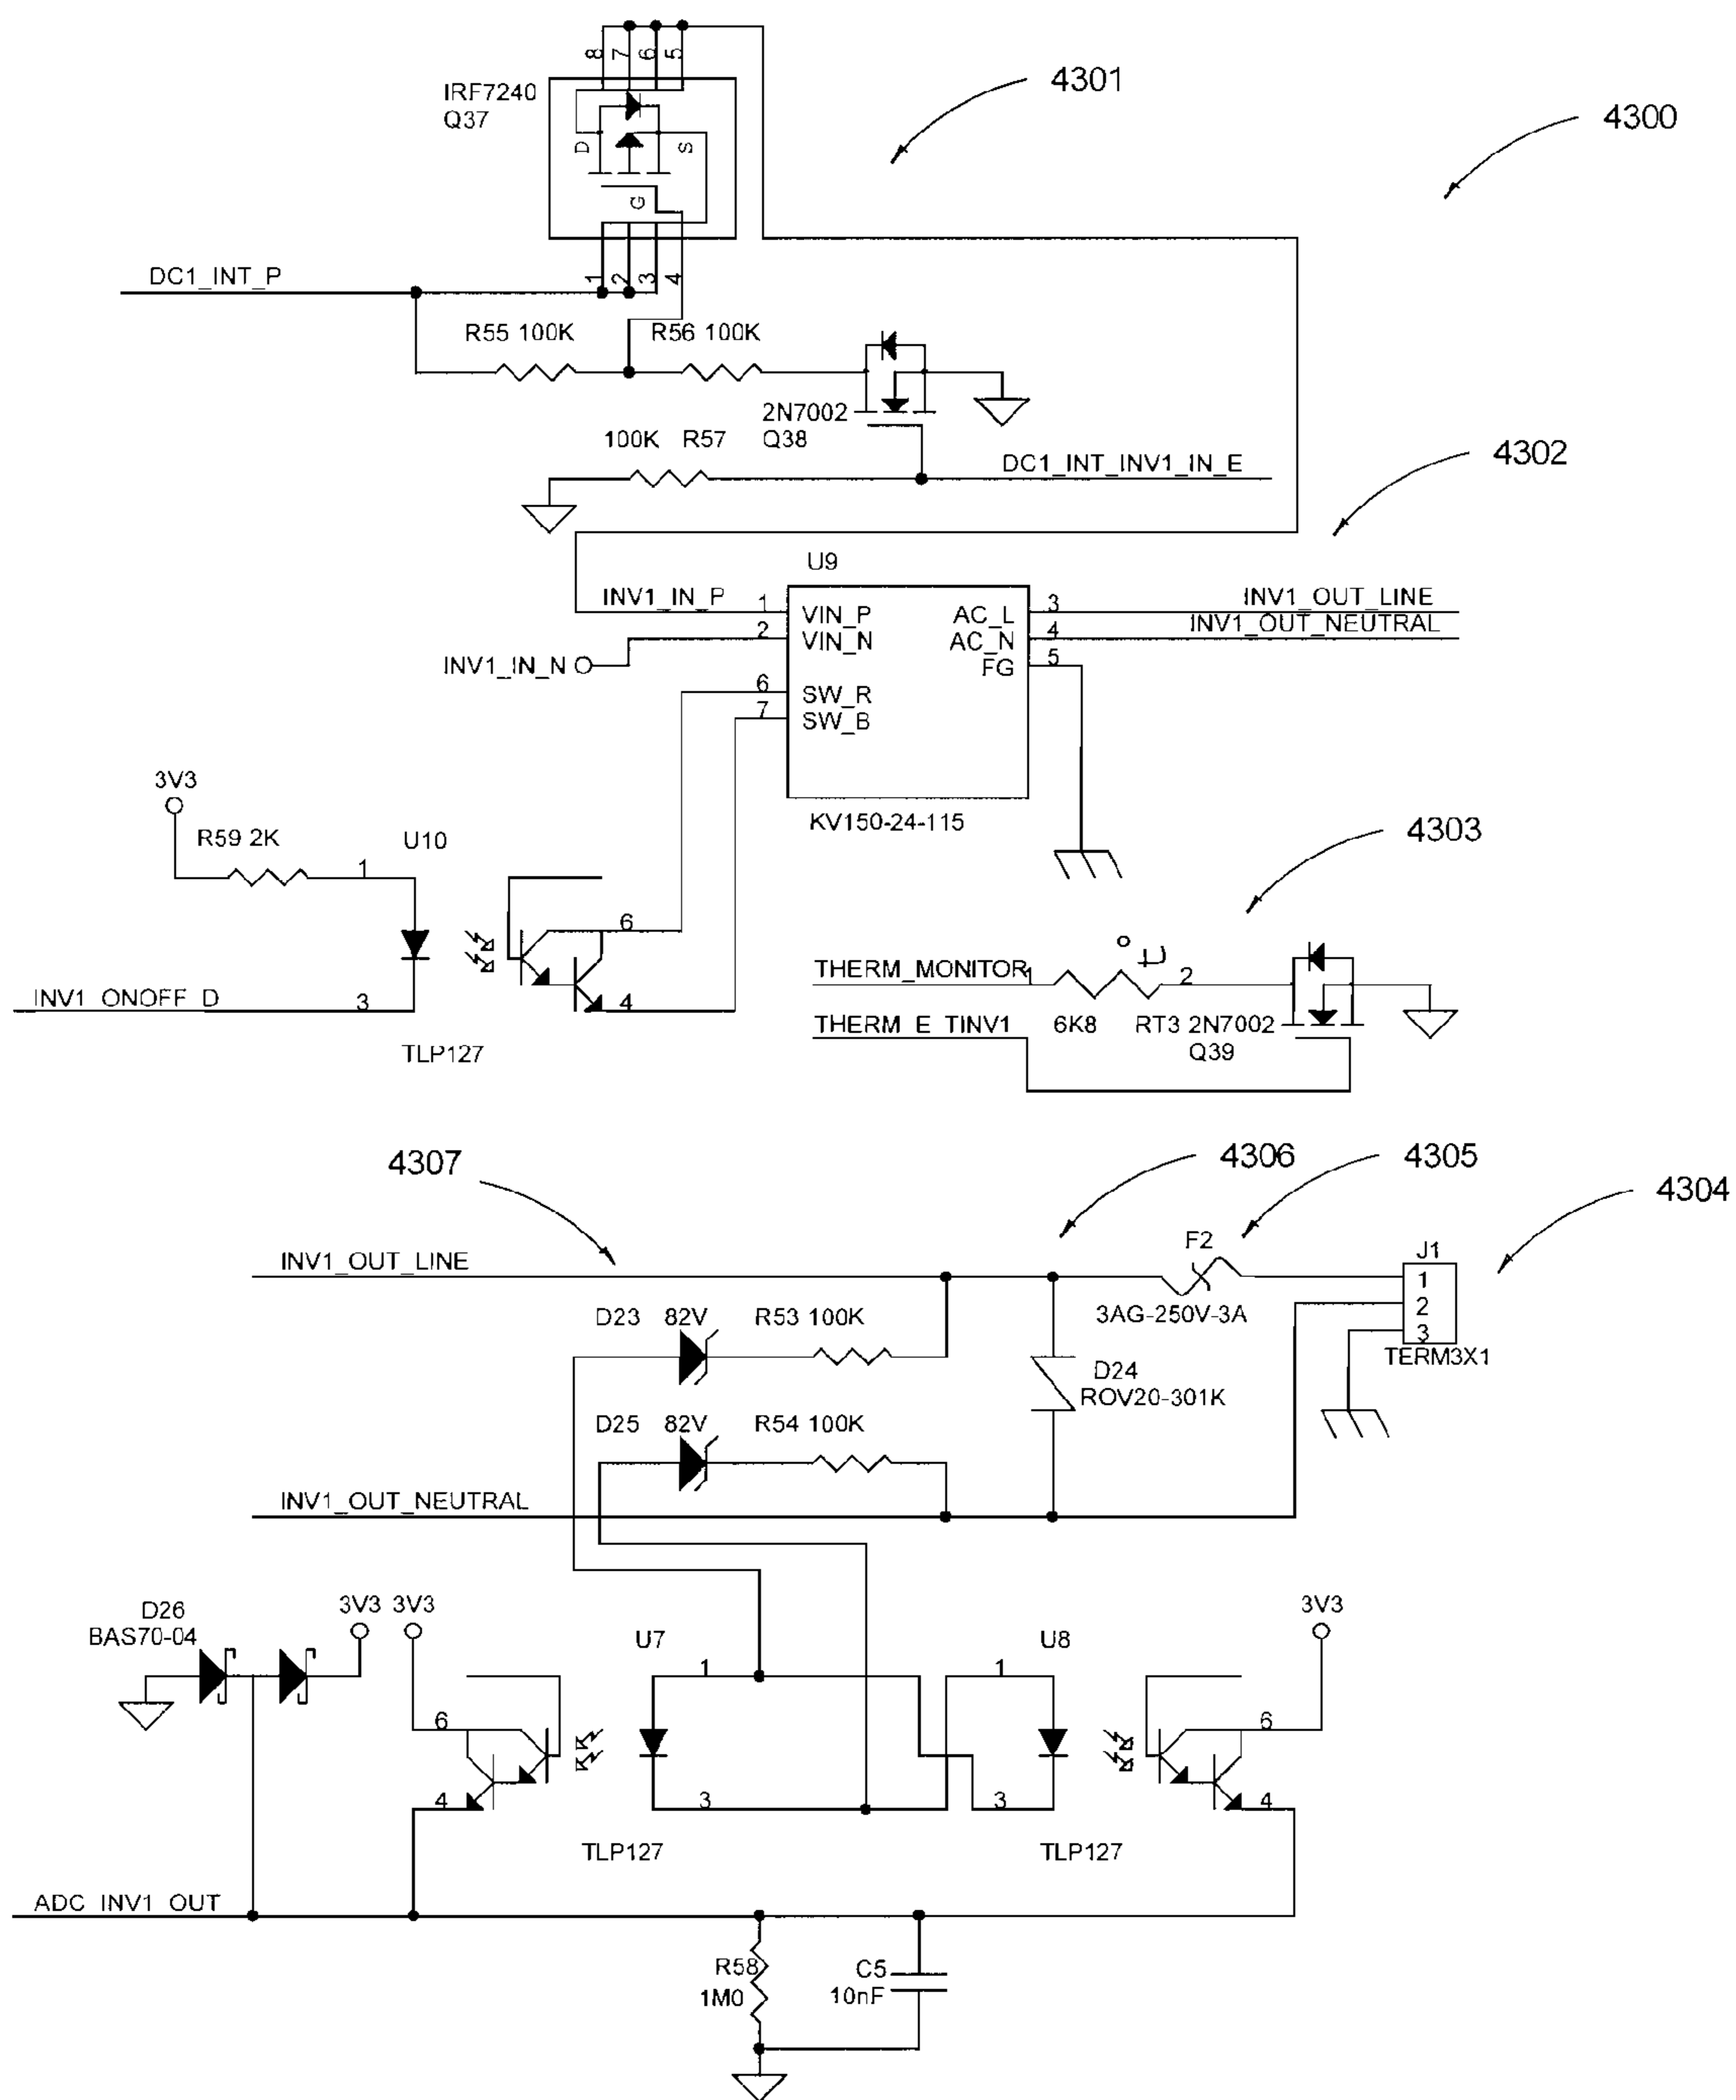 8 7 6 5
4301
IRF7240
Q37
4300
D S
G
DC1_INT_P
1 2 3 4
R55 100K R56 100K
2N7002
Q38
100K R57
DC1_INT_INV1_IN_E
4302
U9
INV1_IN_P 1 VIN_P AC_L 3 INV1_OUT_LINE
2 VIN_N AC_N 4 INV1_OUT_NEUTRAL
INV1_IN_N FG 5
6 SW_R
7 SW_B
3V3
KV150-24-115
R59 2K 1 U10
4303
6
THERM_MONITOR 1 2
INV1_ONOFF_D 3 4
6K8 RT3 2N7002
Q39
THERM_E_TINV1
TLP127
4307 4306 4305
4304
F2 J1
INV1_OUT_LINE
1
2
3
3AG-250V-3A
TERM3X1
D23 82V R53 100K
D24
ROV20-301K
D25 82V R54 100K
INV1_OUT_NEUTRAL
D26
BAS70-04
3V3 3V3 3V3
U7 U8
1 1
6 6
4 3 3 4
TLP127 TLP127
ADC_INV1_OUT
R58
1M0
C5
10nF